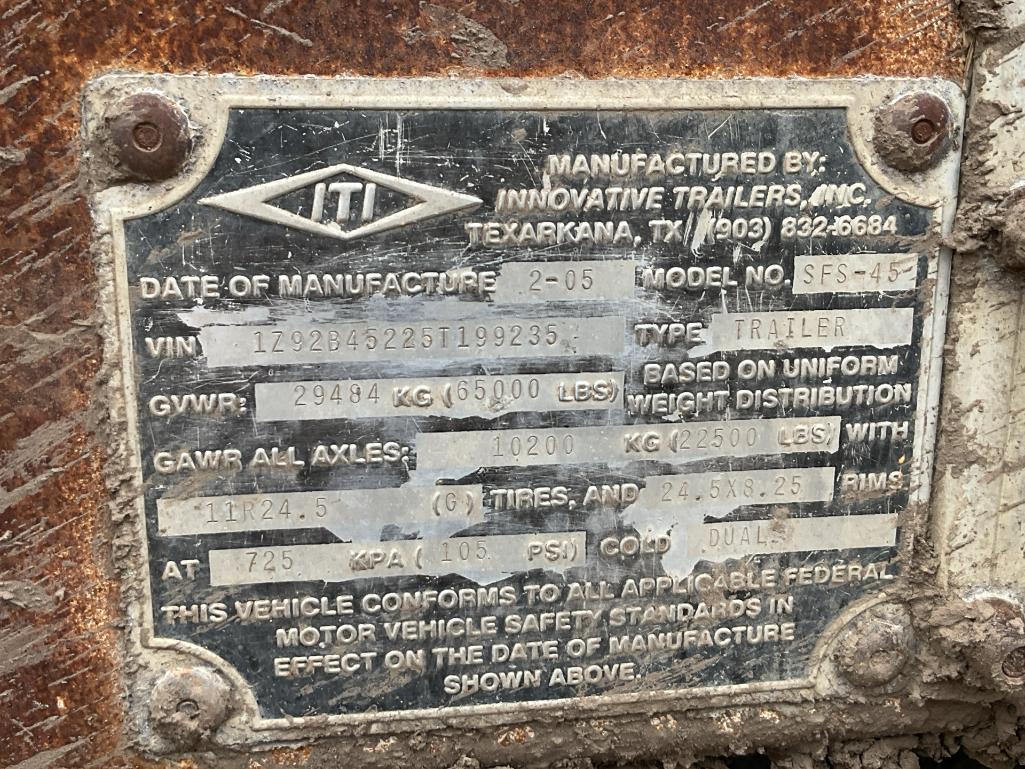 ITI
MANUFACTURED BY:
INNOVATIVE TRAILERS, INC.
TEXARKANA, TX (903) 832-6684
DATE OF MANUFACTURE 2-05 MODEL NO. SFS-45
VIN 1Z92B45225T199235 TYPE TRAILER
GVWR: 29484 KG (65000 LBS) BASED ON UNIFORM WEIGHT DISTRIBUTION
GAWR ALL AXLES: 10200 KG (22500 LBS) WITH
11R24.5 (G) TIRES, AND 24.5X8.25 RIMS
AT 725 KPA (105 PSI) COLD DUAL
THIS VEHICLE CONFORMS TO ALL APPLICABLE FEDERAL
MOTOR VEHICLE SAFETY STANDARDS IN
EFFECT ON THE DATE OF MANUFACTURE
SHOWN ABOVE.